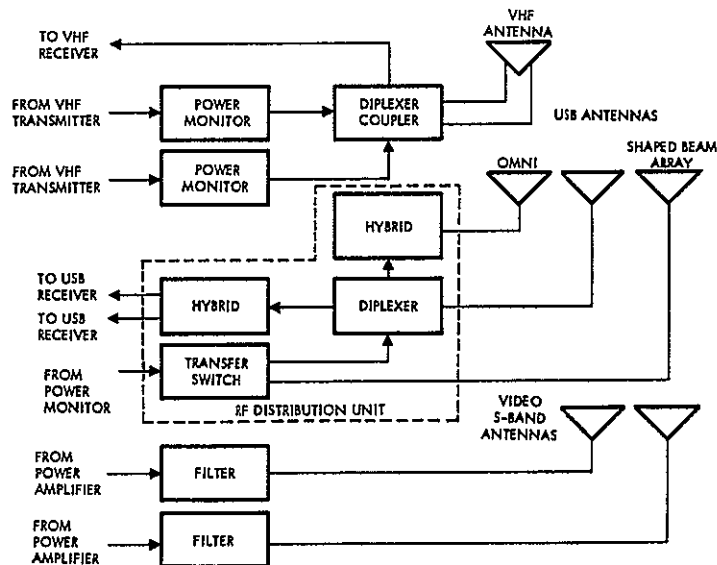 VHF
ANTENNA
TO VHF
RECEIVER
FROM VHF
TRANSMITTER
POWER
MONITOR
DIPLEXER
COUPLER
USB ANTENNAS
FROM VHF
TRANSMITTER
POWER
MONITOR
OMNI
SHAPED BEAM
ARRAY
HYBRID
TO USB
RECEIVER
TO USB
RECEIVER
HYBRID
DIPLEXER
FROM
POWER
MONITOR
TRANSFER
SWITCH
RF DISTRIBUTION UNIT
VIDEO
S-BAND
ANTENNAS
FROM
POWER
AMPLIFIER
FILTER
FROM
POWER
AMPLIFIER
FILTER